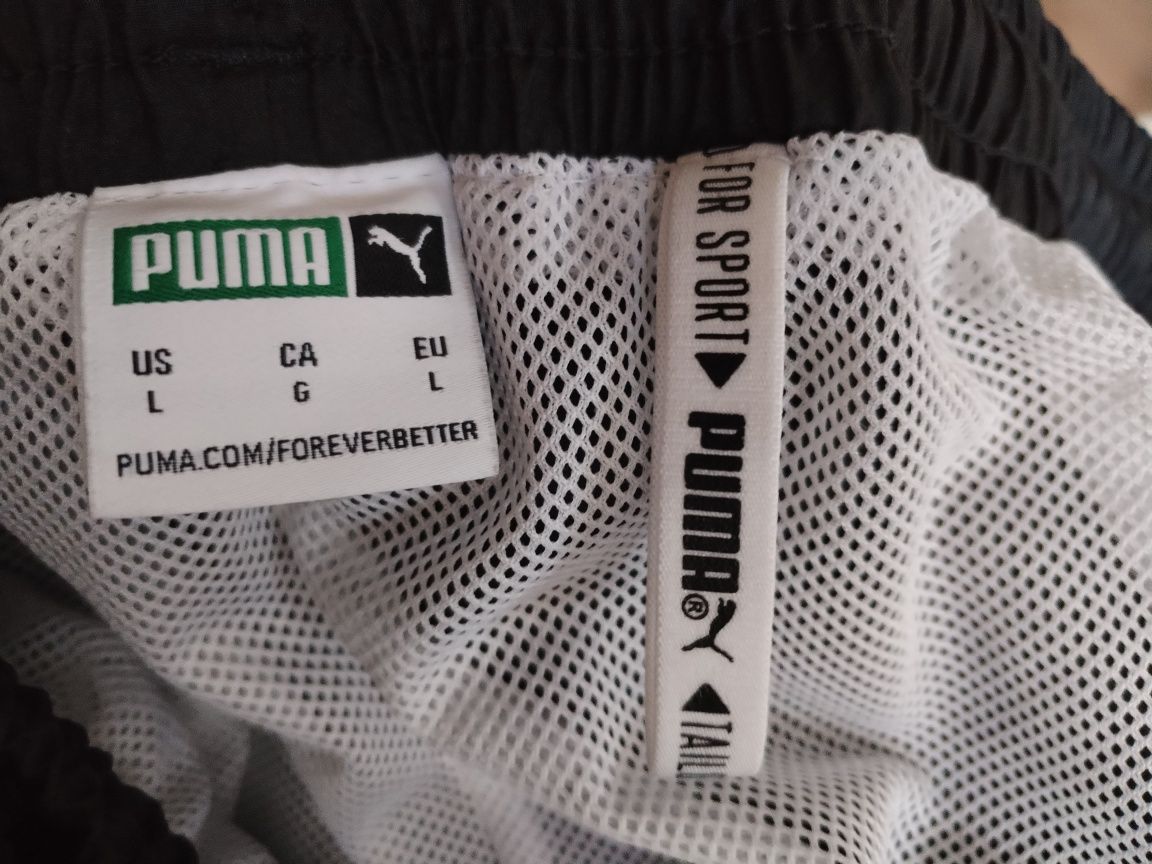 PUMA
US CA EU
L G L
PUMA.COM/FOREVERBETTER
FOR SPORT
PUMA®